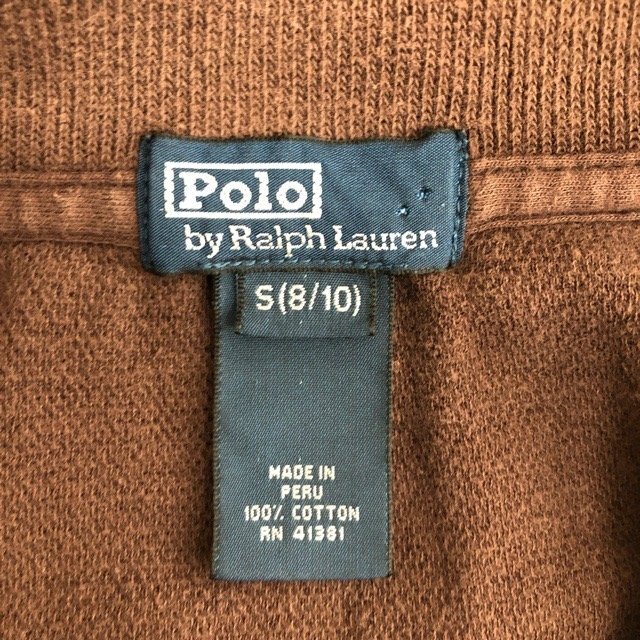 Polo
by Ralph Lauren
S(8/10)
MADE IN
PERU
100% COTTON
RN 41381